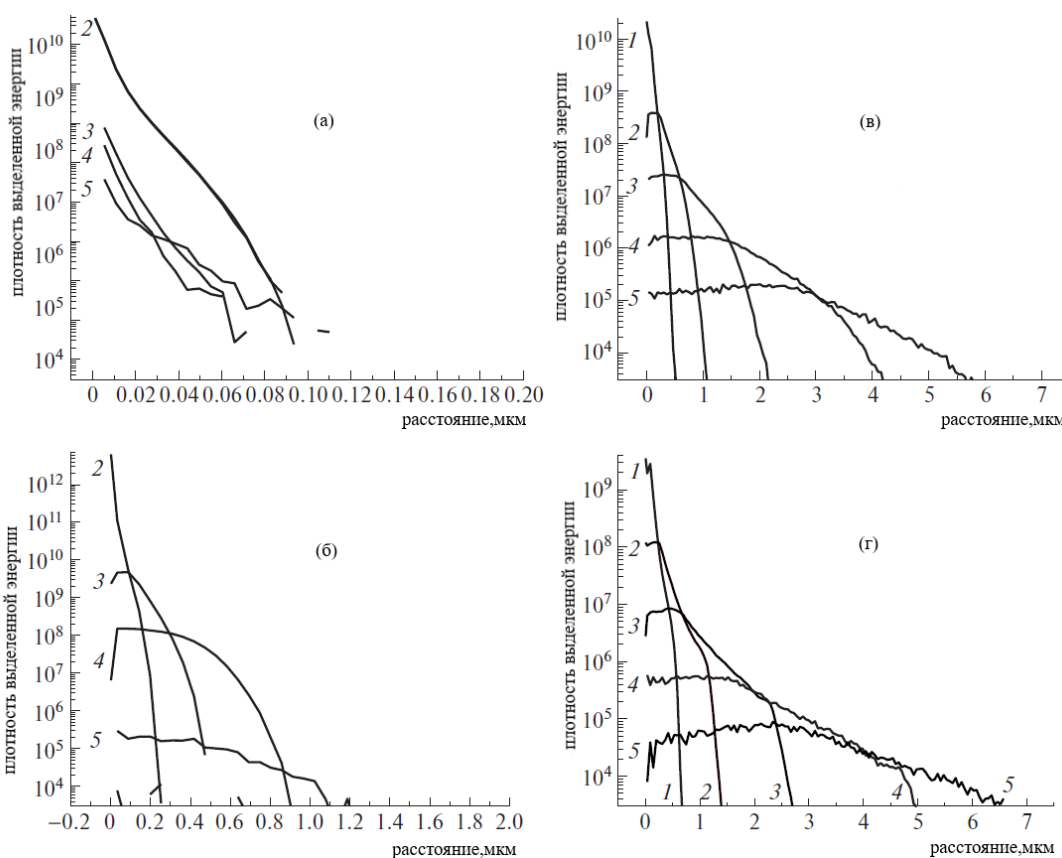 плотность выделенной энергии
10^10
10^9
10^8
10^7
10^6
10^5
10^4
2
3
4
5
(а)
0 0.02 0.04 0.06 0.08 0.10 0.12 0.14 0.16 0.18 0.20
расстояние,мкм
плотность выделенной энергии
10^10
10^9
10^8
10^7
10^6
10^5
10^4
1
2
3
4
5
(в)
0 1 2 3 4 5 6 7
расстояние,мкм
плотность выделенной энергии
10^12
10^11
10^10
10^9
10^8
10^7
10^6
10^5
10^4
2
3
4
5
(б)
−0.2 0 0.2 0.4 0.6 0.8 1.0 1.2 1.4 1.6 1.8 2.0
расстояние,мкм
плотность выделенной энергии
10^9
10^8
10^7
10^6
10^5
10^4
1
2
3
4
5
(г)
1 2 3 4 5
0 1 2 3 4 5 6 7
расстояние,мкм